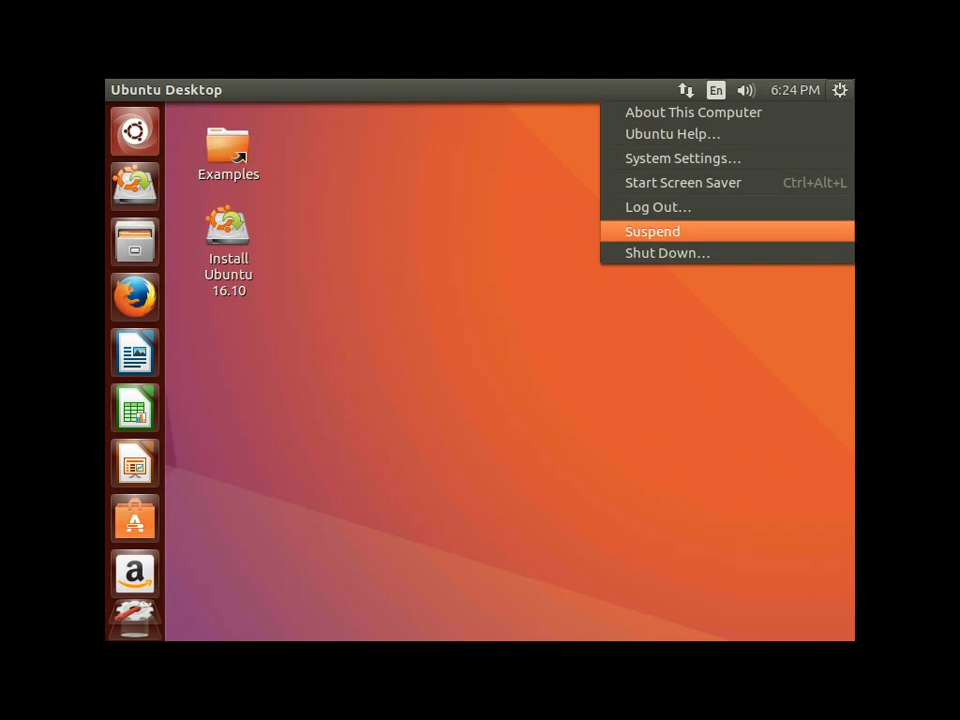 Ubuntu Desktop
En
6:24 PM
About This Computer
Ubuntu Help...
System Settings...
Start Screen Saver Ctrl+Alt+L
Log Out...
Suspend
Shut Down...
Examples
Install
Ubuntu
16.10
a